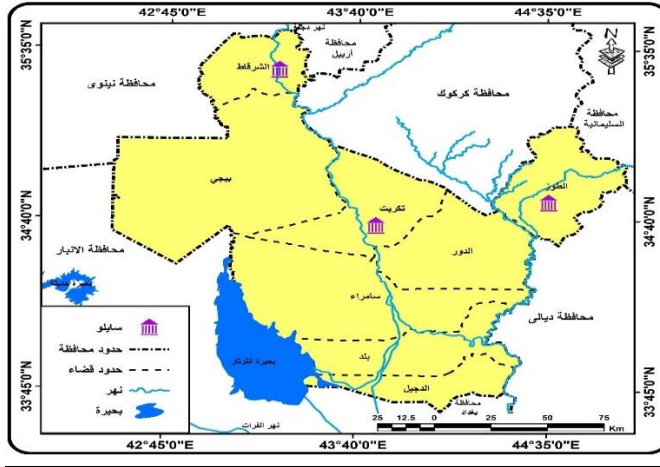 42°45'0"E 43°40'0"E 44°35'0"E
35°35'0"N
35°35'0"N
نهر دجلة
محافظة
أربيل
N
الشرقاط
محافظة نينوى
محافظة كركوك
محافظة
السليمانية
بيجي
تكريت
الطوز
34°40'0"N
34°40'0"N
الدور
محافظة الانبار
سامراء
محافظة ديالى
بحيرة الثرثار
بلد
الدجيل
سايلو
حدود محافظة
حدود قضاء
نهر
بحيرة
33°45'0"N
33°45'0"N
محافظة
بغداد
نهر الفرات
25 12.5 0 25 50 75
Km
42°45'0"E 43°40'0"E 44°35'0"E